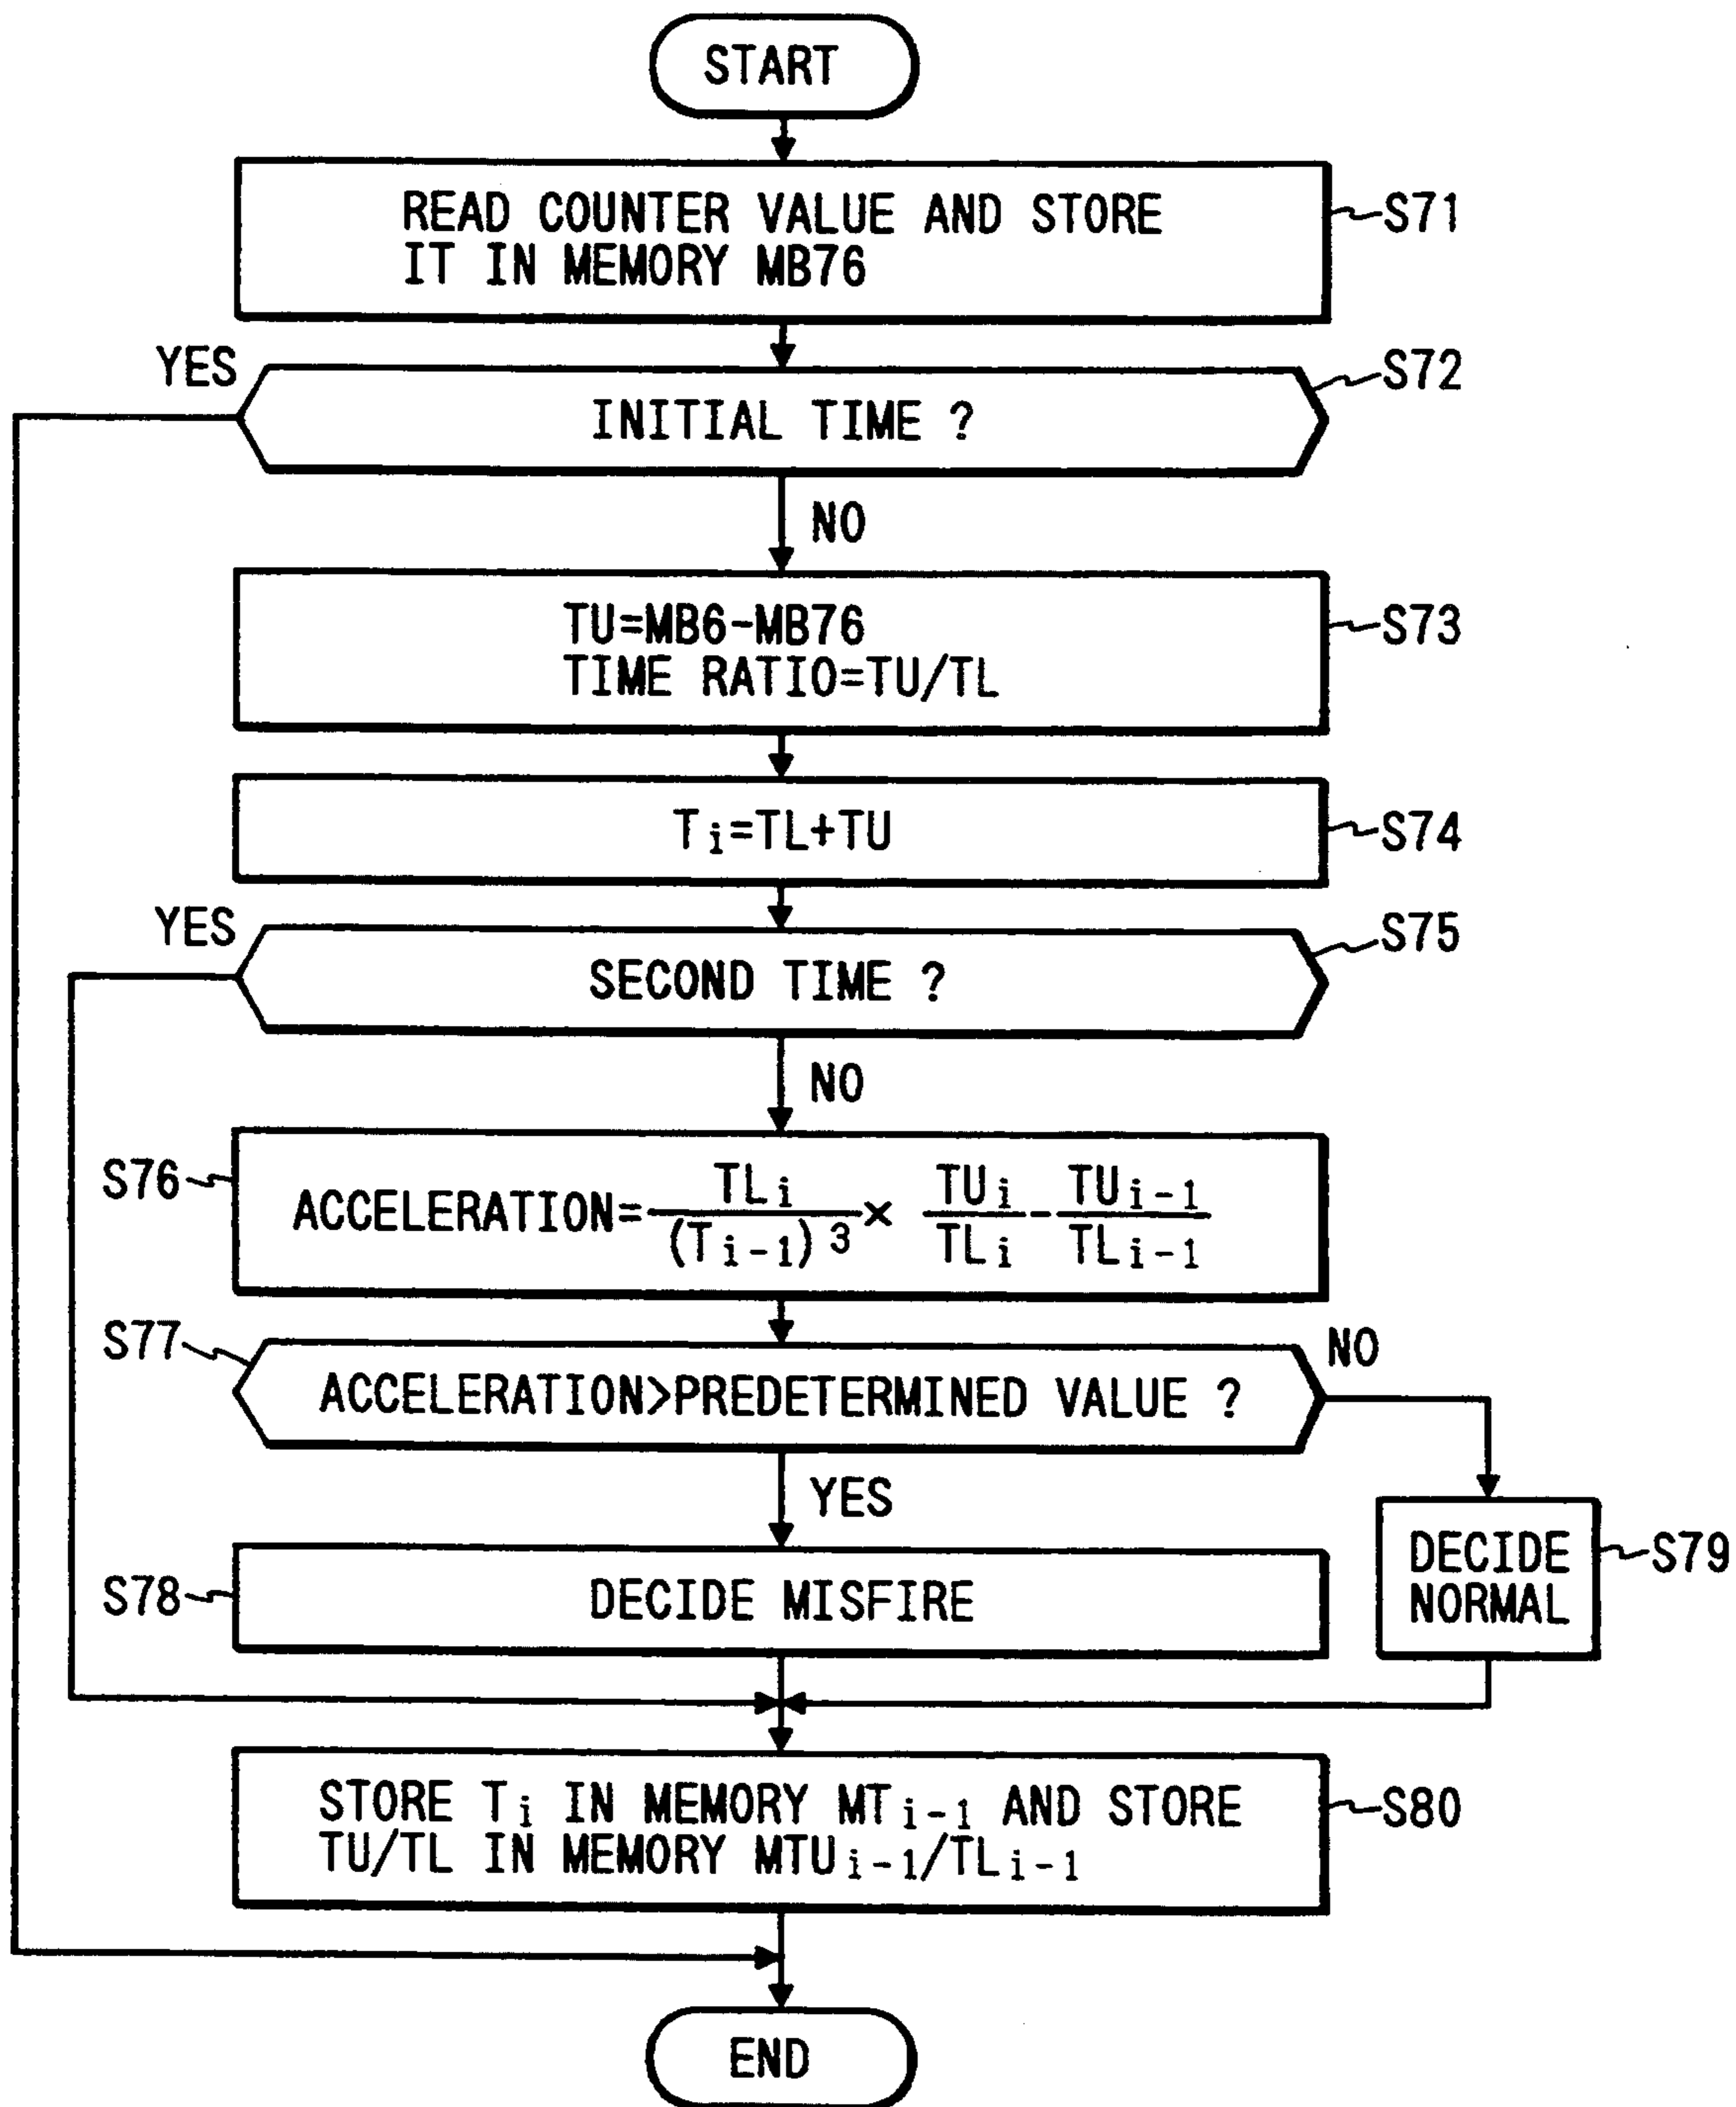 START
READ COUNTER VALUE AND STORE
IT IN MEMORY MB76
S71
YES
S72
INITIAL TIME ?
NO
TU=MB6-MB76
TIME RATIO=TU/TL
S73
Ti=TL+TU
S74
YES
S75
SECOND TIME ?
NO
S76
ACCELERATION= TLi/(Ti-1)3 × TUi/TLi - TUi-1/TLi-1
S77
NO
ACCELERATION>PREDETERMINED VALUE ?
YES
DECIDE
NORMAL
S79
S78
DECIDE MISFIRE
STORE Ti IN MEMORY MTi-1 AND STORE
TU/TL IN MEMORY MTUi-1/TLi-1
S80
END